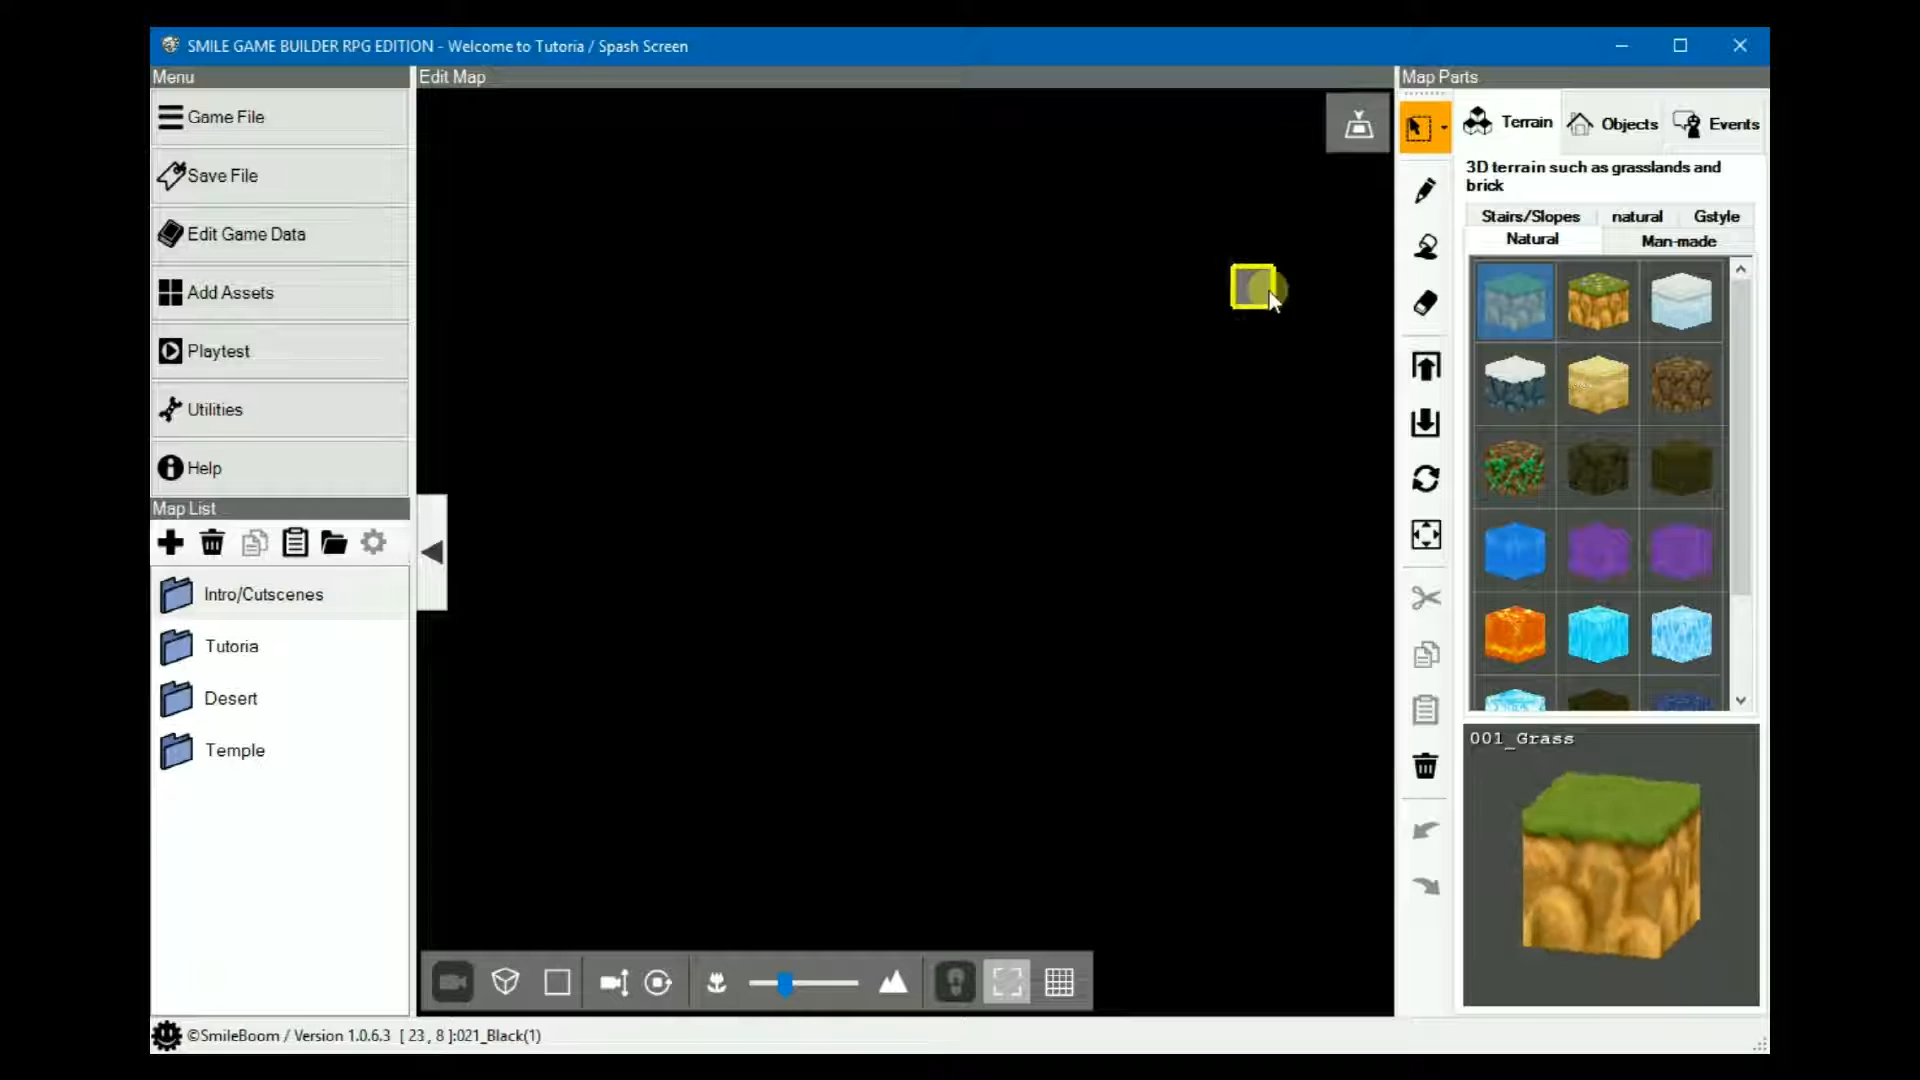 SMILE GAME BUILDER RPG EDITION - Welcome to Tutoria / Spash Screen
Menu
Edit Map
Map Parts
Game File
Save File
Edit Game Data
Add Assets
Playtest
Utilities
Help
Map List
Intro/Cutscenes
Tutoria
Desert
Temple
Terrain
Objects
Events
3D terrain such as grasslands and
brick
Stairs/Slopes
natural
Gstyle
Natural
Man-made
001_Grass
©SmileBoom / Version 1.0.6.3 [ 23 , 8 ]:021_Black(1)